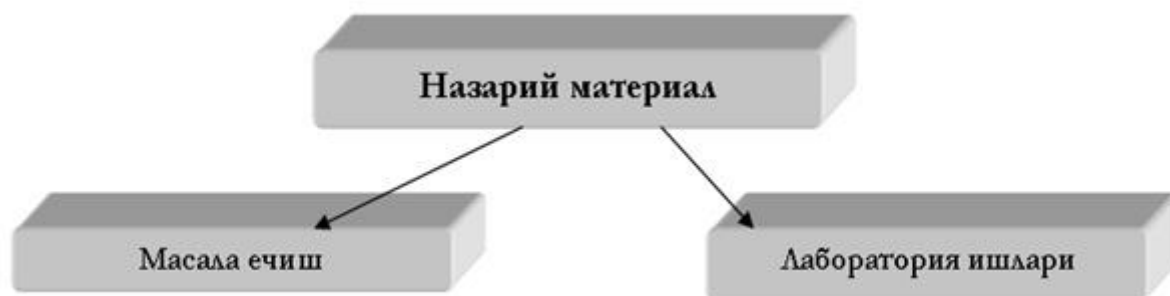 Назарий материал
Масала ечиш
Лаборатория ишлари